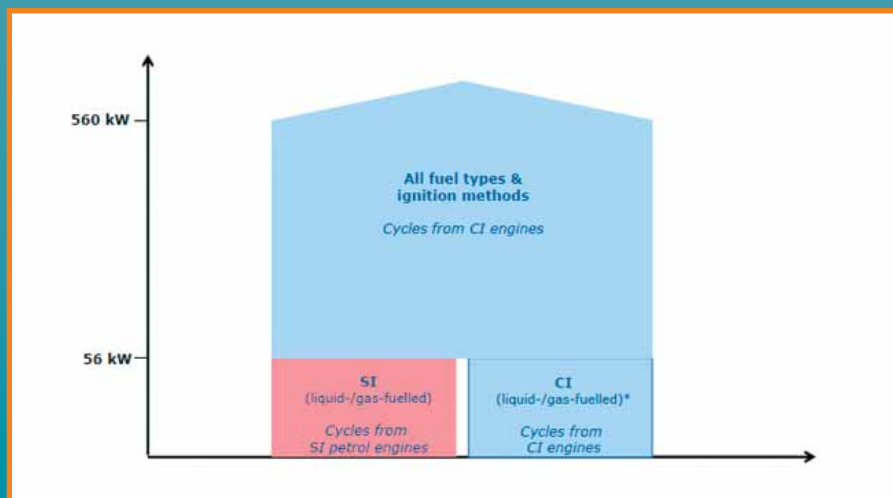 560 kW
All fuel types &
ignition methods
Cycles from CI engines
56 kW
SI
(liquid-/gas-fuelled)
Cycles from
SI petrol engines
CI
(liquid-/gas-fuelled)*
Cycles from
CI engines